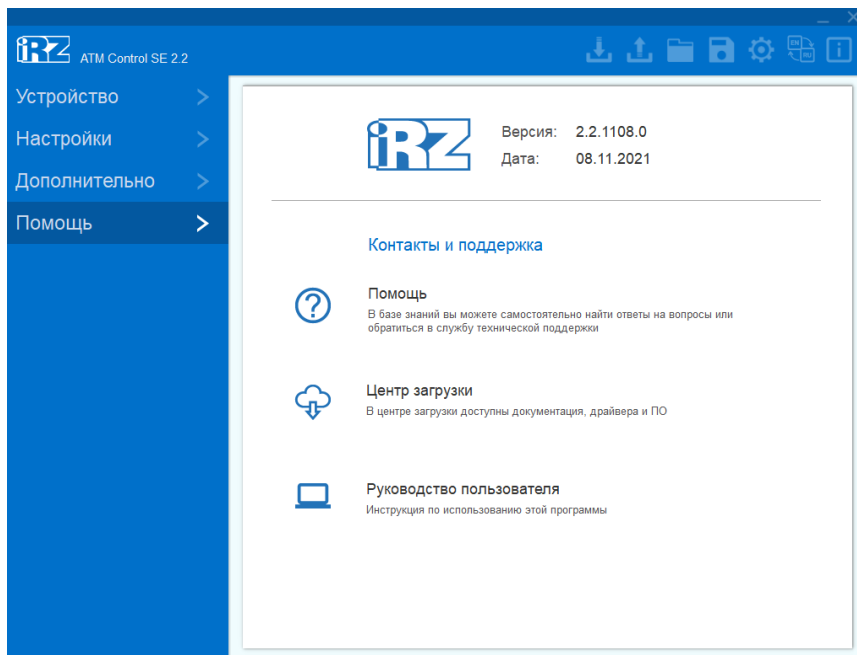 iRZ ATM Control SE 2.2
EN
RU
Устройство
Настройки
Дополнительно
Помощь
iRZ
Версия: 2.2.1108.0
Дата: 08.11.2021
Контакты и поддержка
Помощь
В базе знаний вы можете самостоятельно найти ответы на вопросы или
обратиться в службу технической поддержки
Центр загрузки
В центре загрузки доступны документация, драйвера и ПО
Руководство пользователя
Инструкция по использованию этой программы